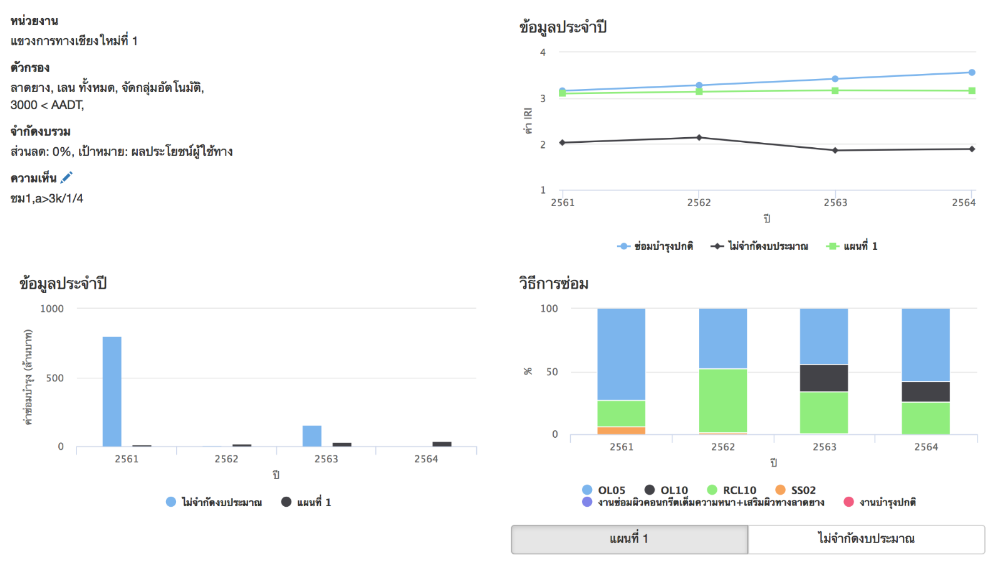 หน่วยงาน
แขวงการทางเชียงใหม่ที่ 1
ตัวกรอง
ลาดยาง, เลน ทั้งหมด, จัดกลุ่มอัตโนมัติ,
3000 < AADT,
จำกัดงบรวม
ส่วนลด: 0%, เป้าหมาย: ผลประโยชน์ผู้ใช้ทาง
ความเห็น
ชม1,a>3k/1/4
ข้อมูลประจำปี
4
3
2
1
ค่า IRI
2561 2562 2563 2564
ปี
ซ่อมบำรุงปกติ ไม่จำกัดงบประมาณ แผนที่ 1
ข้อมูลประจำปี
1000
500
0
ค่าซ่อมบำรุง (ล้านบาท)
2561 2562 2563 2564
ปี
ไม่จำกัดงบประมาณ แผนที่ 1
วิธีการซ่อม
100
50
0
%
2561 2562 2563 2564
ปี
OL05 OL10 RCL10 SS02
งานซ่อมผิวคอนกรีตเต็มความหนา+เสริมผิวทางลาดยาง งานบำรุงปกติ
แผนที่ 1 ไม่จำกัดงบประมาณ